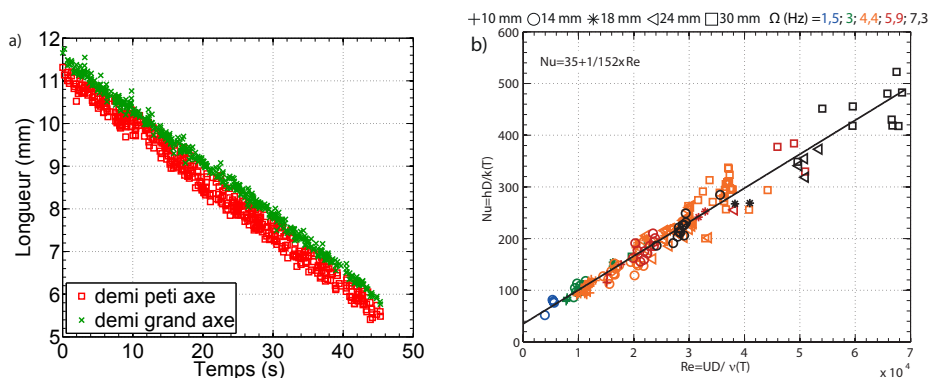 +10 mm ○14 mm ✳18 mm ◁24 mm □30 mm Ω (Hz) =1,5; 3; 4,4; 5,9; 7,3
a)
12
11
10
9
8
7
6
5
Longueur (mm)
demi peti axe
demi grand axe
0 10 20 30 40 50
Temps (s)
b)
600
500
400
300
200
100
0
Nu=hD/k(T)
Nu=35+1/152xRe
0 1 2 3 4 5 6 7
Re=UD/ ν(T)
x 10⁴